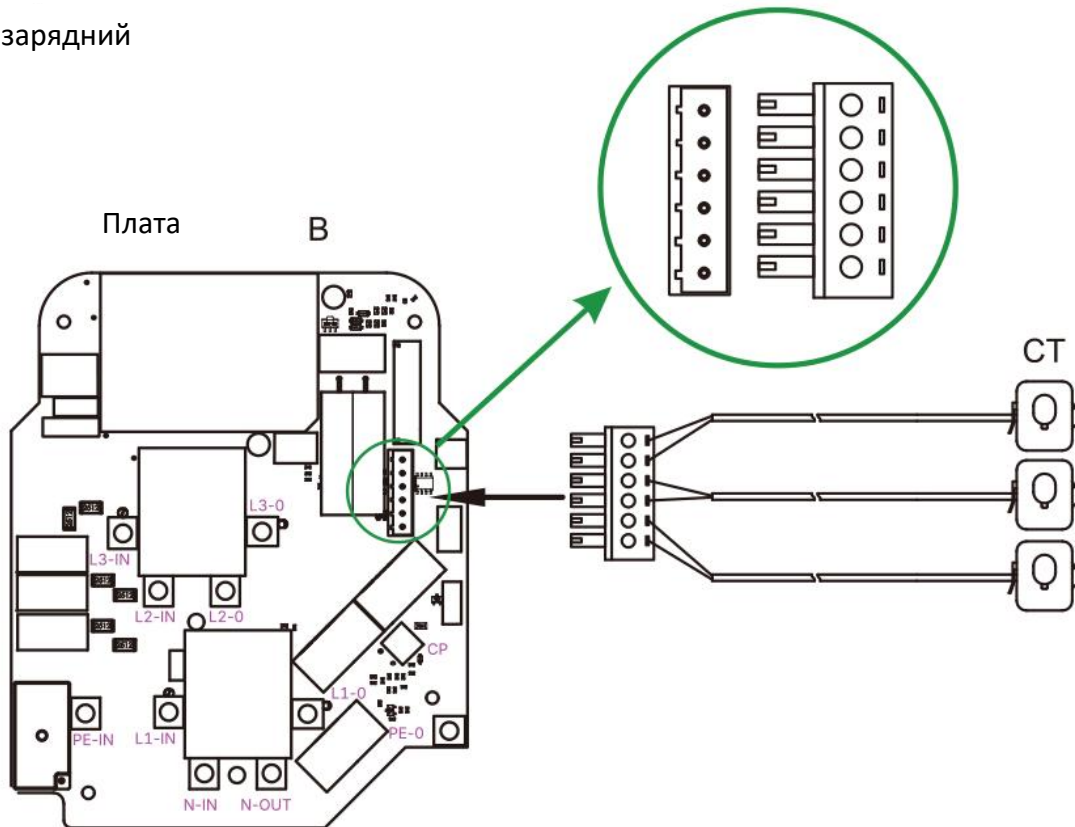 зарядний
Плата
B
CT
L3-0
L3-IN
L2-IN
L2-0
CP
L1-0
PE-IN
L1-IN
PE-0
N-IN
N-OUT